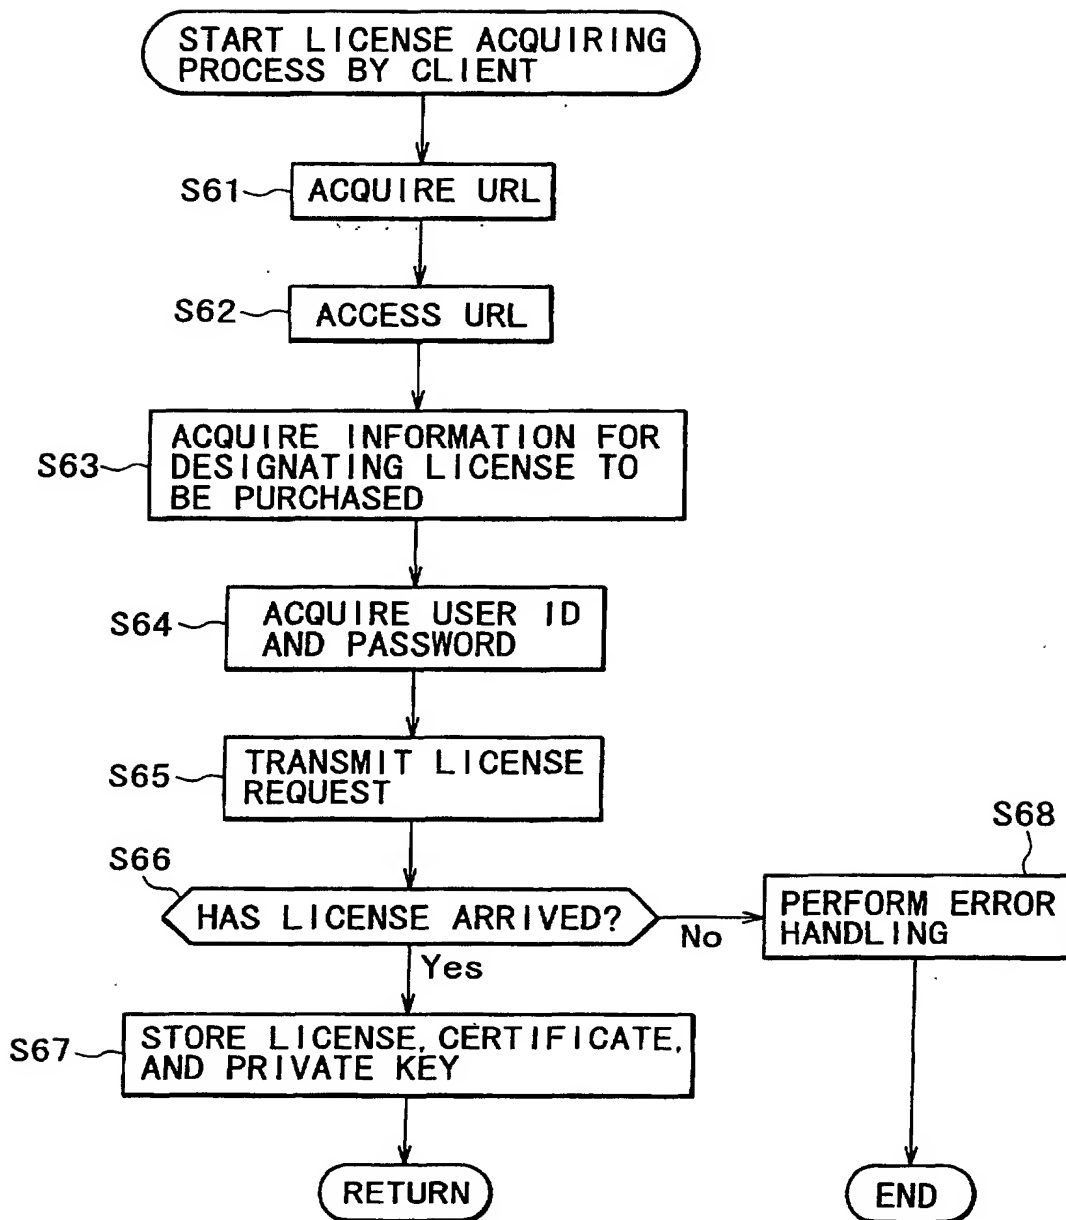 START LICENSE ACQUIRING
PROCESS BY CLIENT
S61
ACQUIRE URL
S62
ACCESS URL
S63
ACQUIRE INFORMATION FOR
DESIGNATING LICENSE TO
BE PURCHASED
S64
ACQUIRE USER ID
AND PASSWORD
S65
TRANSMIT LICENSE
REQUEST
S66
HAS LICENSE ARRIVED?
No
S68
PERFORM ERROR
HANDLING
Yes
S67
STORE LICENSE, CERTIFICATE,
AND PRIVATE KEY
RETURN
END